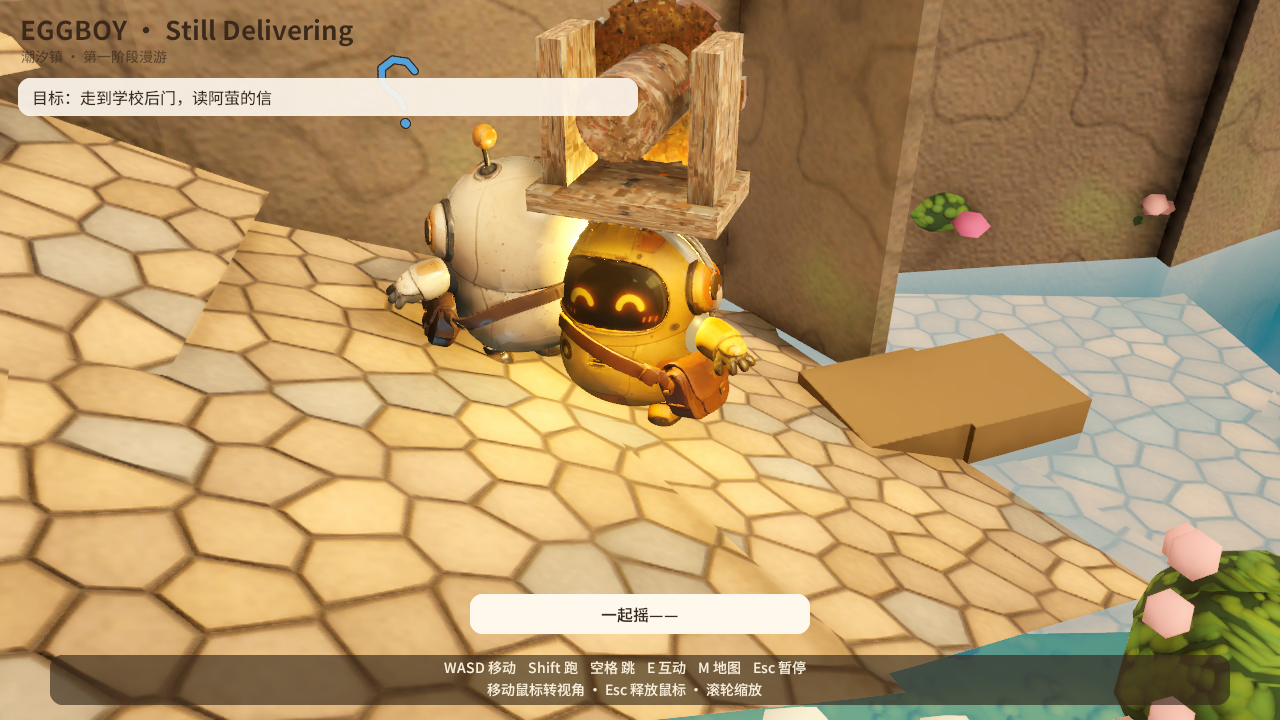 EGGBOY • Still Delivering
潮汐镇 • 第一阶段漫游
目标：走到学校后门，读阿萤的信
一起摇——
WASD 移动 Shift 跑 空格 跳 E 互动 M 地图 Esc 暂停
移动鼠标转视角 • Esc 释放鼠标 • 滚轮缩放